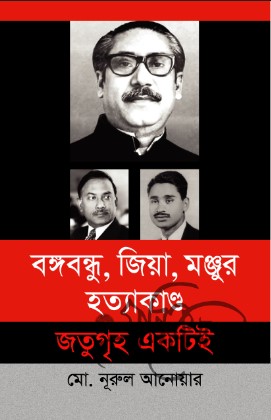 বঙ্গবন্ধু, জিয়া, মঞ্জুর
হত্যাকাণ্ড
জতুগৃহ একটিই
মো. নূরুল আনোয়ার